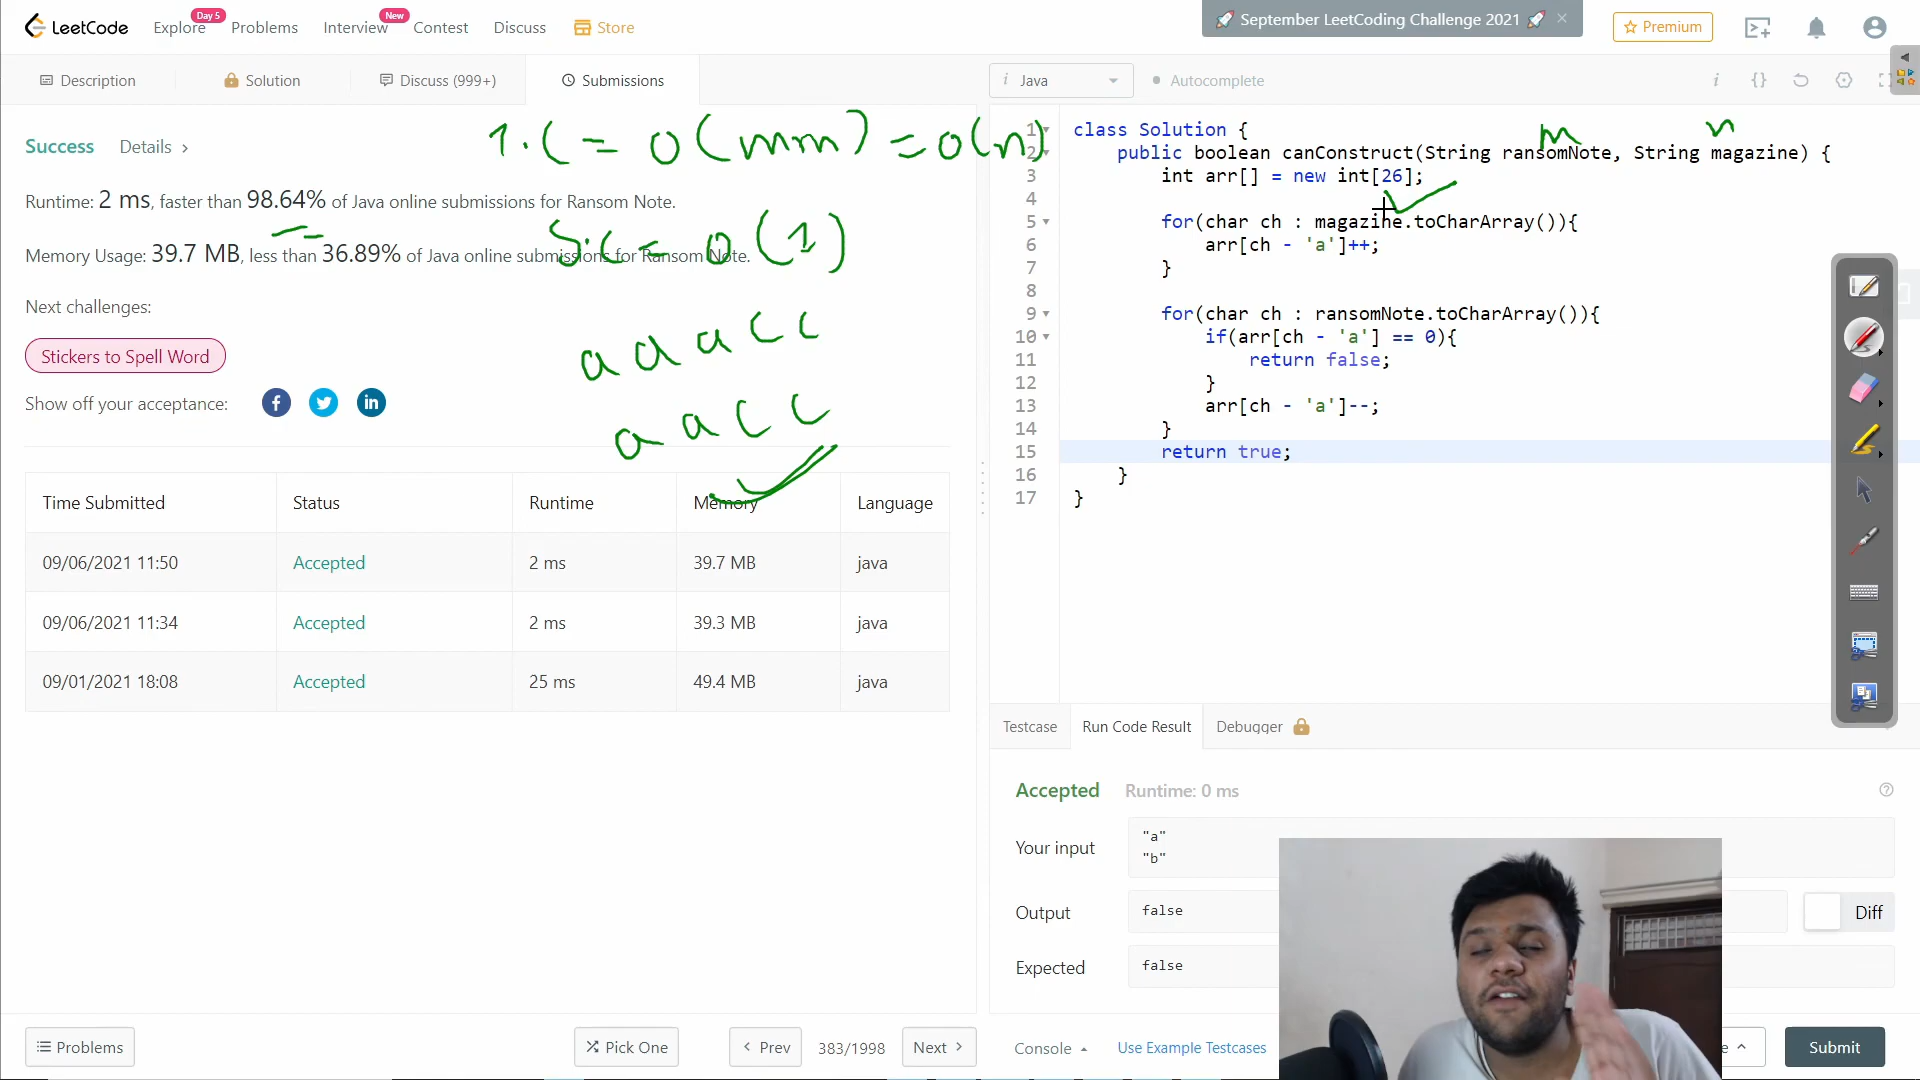 LeetCode Explore Day 5 Problems Interview New Contest Discuss Store 🚀 September LeetCoding Challenge 2021 🚀 × Premium
Description Solution Discuss (999+) Submissions
i Java Autocomplete
Success Details >
T.C = O(m+n) = O(n)
Runtime: 2 ms, faster than 98.64% of Java online submissions for Ransom Note.
S.C = O(1)
Memory Usage: 39.7 MB, less than 36.89% of Java online submissions for Ransom Note.
Next challenges:
Stickers to Spell Word
Show off your acceptance:
a a a c c
a a c c
Time Submitted Status Runtime Memory Language
09/06/2021 11:50 Accepted 2 ms 39.7 MB java
09/06/2021 11:34 Accepted 2 ms 39.3 MB java
09/01/2021 18:08 Accepted 25 ms 49.4 MB java
Problems Pick One < Prev 383/1998 Next >
m n
1 class Solution {
2 public boolean canConstruct(String ransomNote, String magazine) {
3 int arr[] = new int[26];
4
5 for(char ch : magazine.toCharArray()){
6 arr[ch - 'a']++;
7 }
8
9 for(char ch : ransomNote.toCharArray()){
10 if(arr[ch - 'a'] == 0){
11 return false;
12 }
13 arr[ch - 'a']--;
14 }
15 return true;
16 }
17 }
Testcase Run Code Result Debugger
Accepted Runtime: 0 ms
Your input "a"
"b"
Output false Diff
Expected false
Console Use Example Testcases Submit